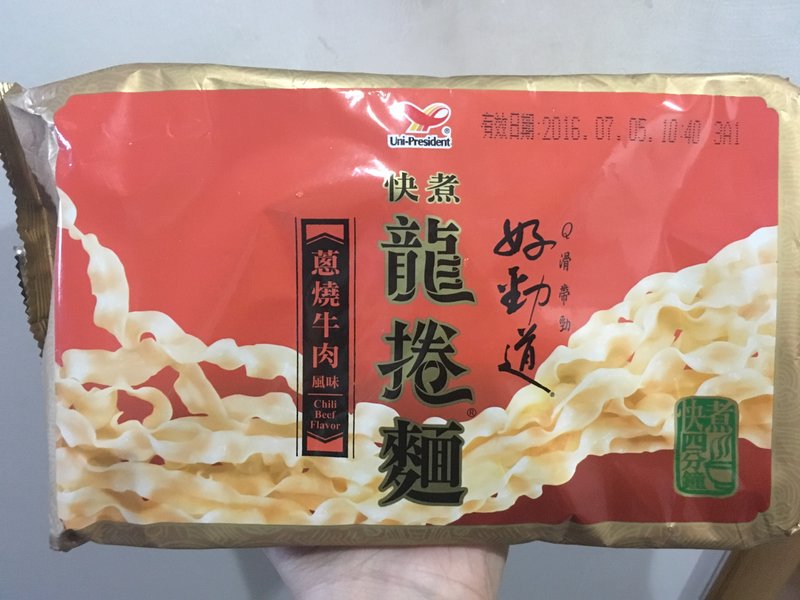 Uni-President®
有效日期:2016.07.05.10:40 3A1
快煮
龍捲麵®
好勁道
Q滑帶勁
《蔥燒牛肉風味
Chili
Beef
Flavor》
快煮
四分鐘